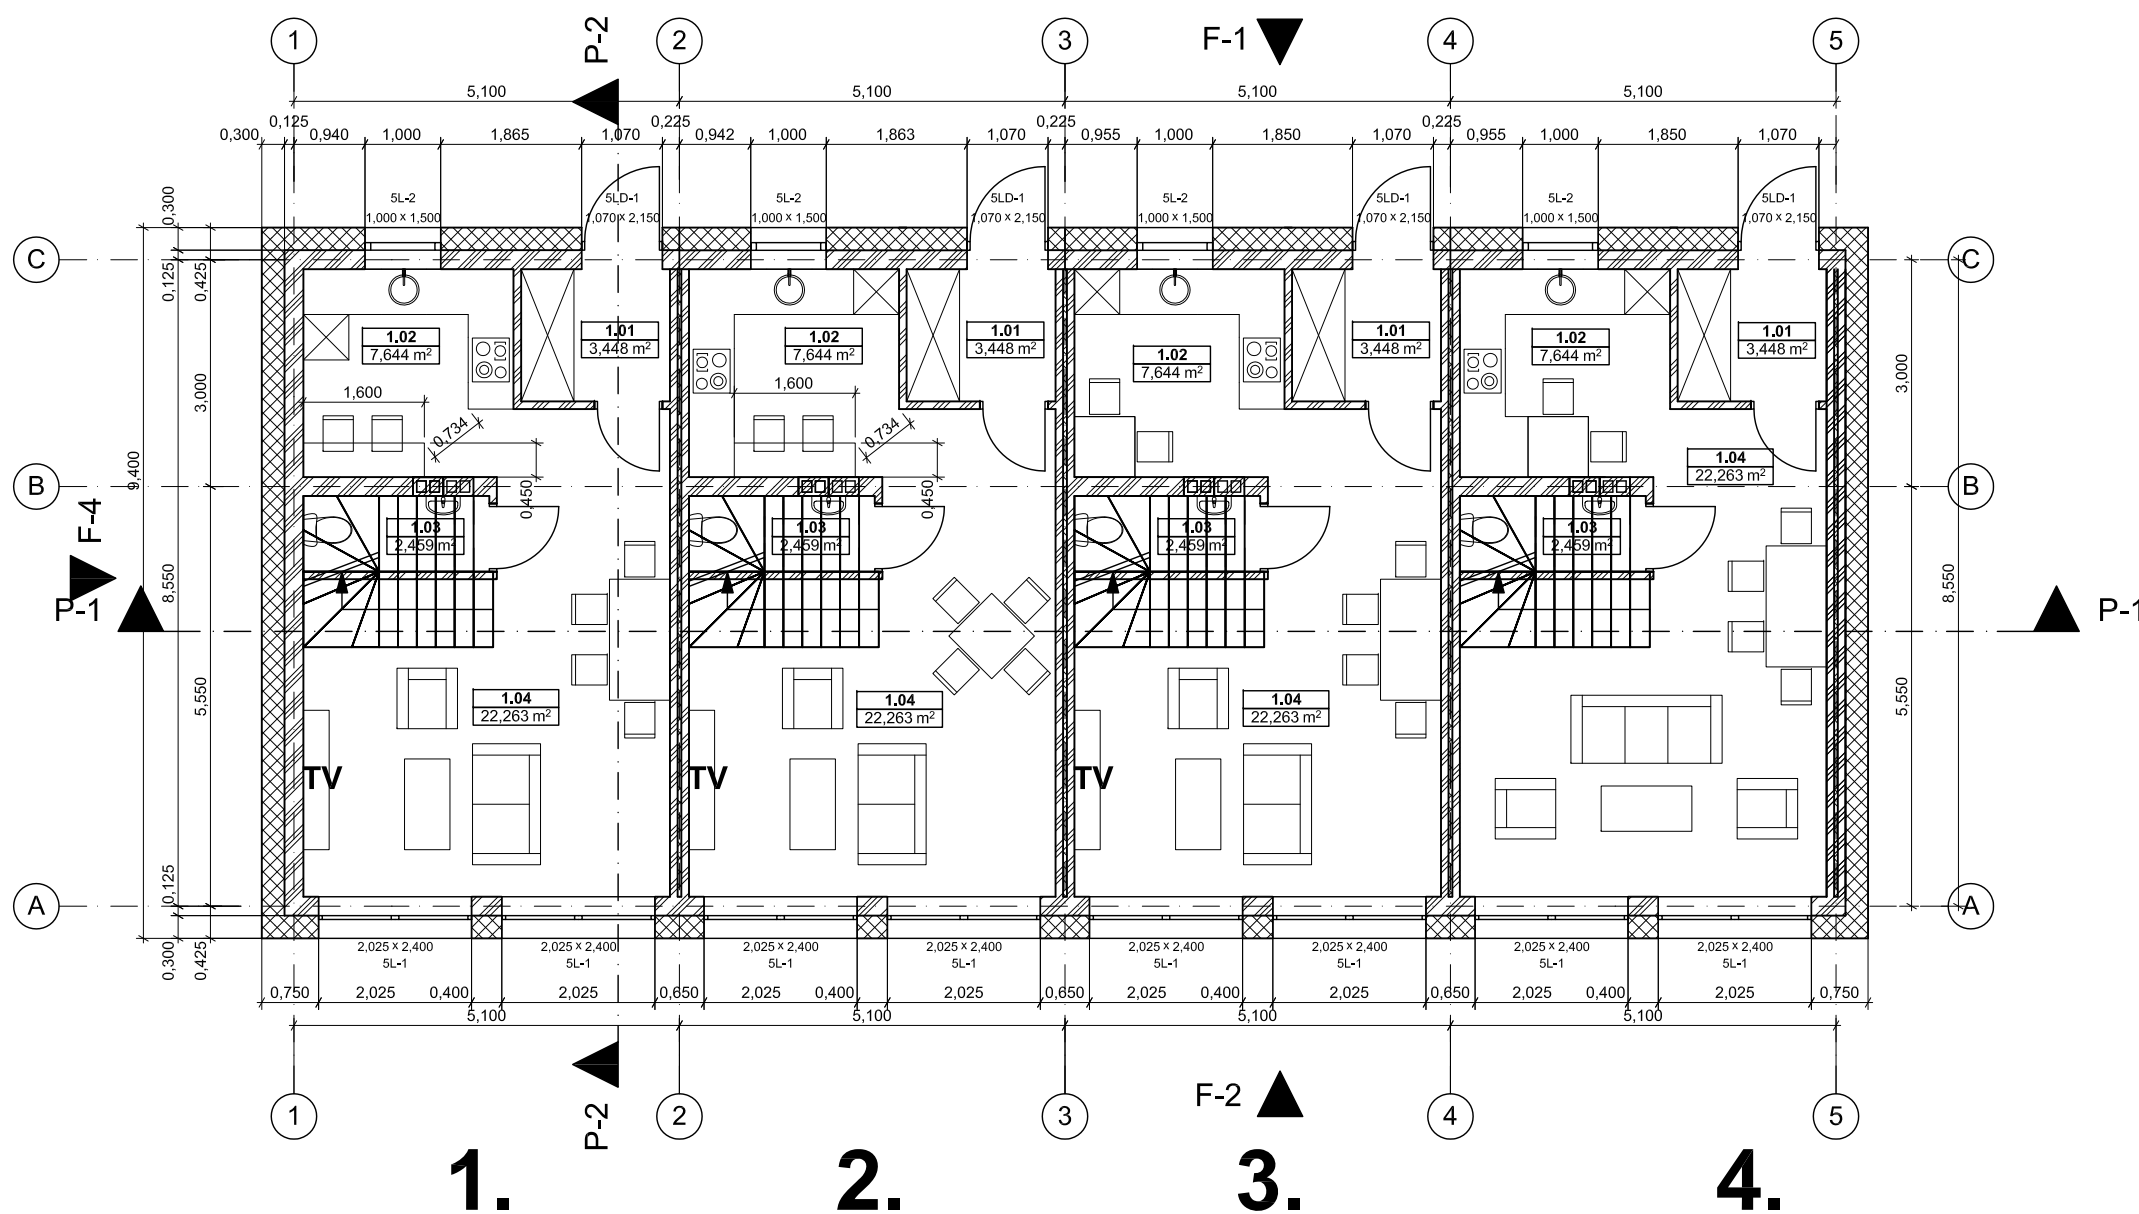 1 P-2 2 3 F-1 4 5
5,100 5,100 5,100 5,100
0,125 0,225 0,225 0,225
0,300 0,940 1,000 1,865 1,070 0,942 1,000 1,863 1,070 0,955 1,000 1,850 1,070 0,955 1,000 1,850 1,070
5L-2 5LD-1 5L-2 5LD-1 5L-2 5LD-1 5L-2 5LD-1
1,000 x 1,500 1,070 x 2,150 1,000 x 1,500 1,070 x 2,150 1,000 x 1,500 1,070 x 2,150 1,000 x 1,500 1,070 x 2,150
0,300
C C
0,125 0,425
1.02 1.01 1.02 1.01 1.02 1.01 1.02 1.01
7,644 m² 3,448 m² 7,644 m² 3,448 m² 7,644 m² 3,448 m² 7,644 m² 3,448 m²
3,000 3,000
1,600 1,600
0,734 0,734
1.04
22,263 m²
9,400
B B
0,450 0,450
F-4
1.03 1.03 1.03 1.03
2,459 m² 2,459 m² 2,459 m² 2,459 m²
8,550 8,550
P-1 P-1
5,550 5,550
1.04 1.04 1.04
22,263 m² 22,263 m² 22,263 m²
TV TV TV
0,125
A A
0,300 0,425
2,025 x 2,400 2,025 x 2,400 2,025 x 2,400 2,025 x 2,400 2,025 x 2,400 2,025 x 2,400 2,025 x 2,400 2,025 x 2,400
5L-1 5L-1 5L-1 5L-1 5L-1 5L-1 5L-1 5L-1
0,750 2,025 0,400 2,025 0,650 2,025 0,400 2,025 0,650 2,025 0,400 2,025 0,650 2,025 0,400 2,025 0,750
5,100 5,100 5,100 5,100
1 P-2 2 3 F-2 4 5
1. 2. 3. 4.